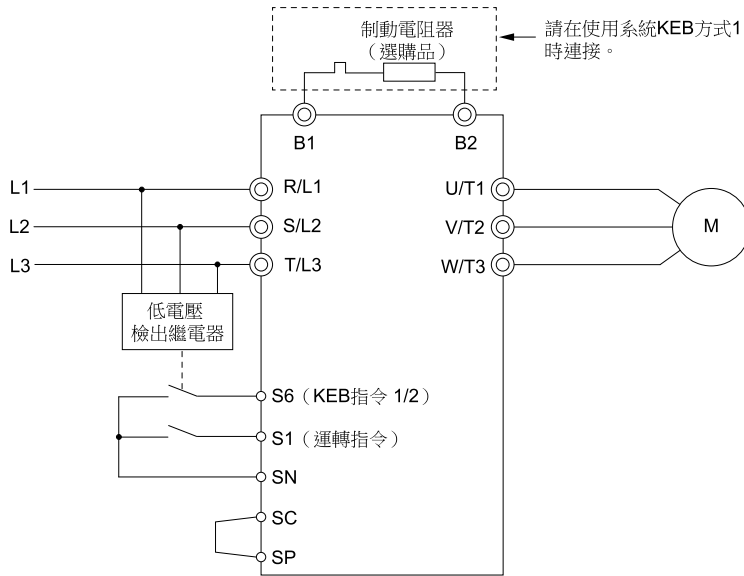 制動電阻器
（選購品）
請在使用系統KEB方式1
時連接。
B1
B2
L1
R/L1
U/T1
L2
S/L2
V/T2
M
L3
T/L3
W/T3
低電壓
檢出繼電器
S6（KEB指令 1/2）
S1（運轉指令）
SN
SC
SP